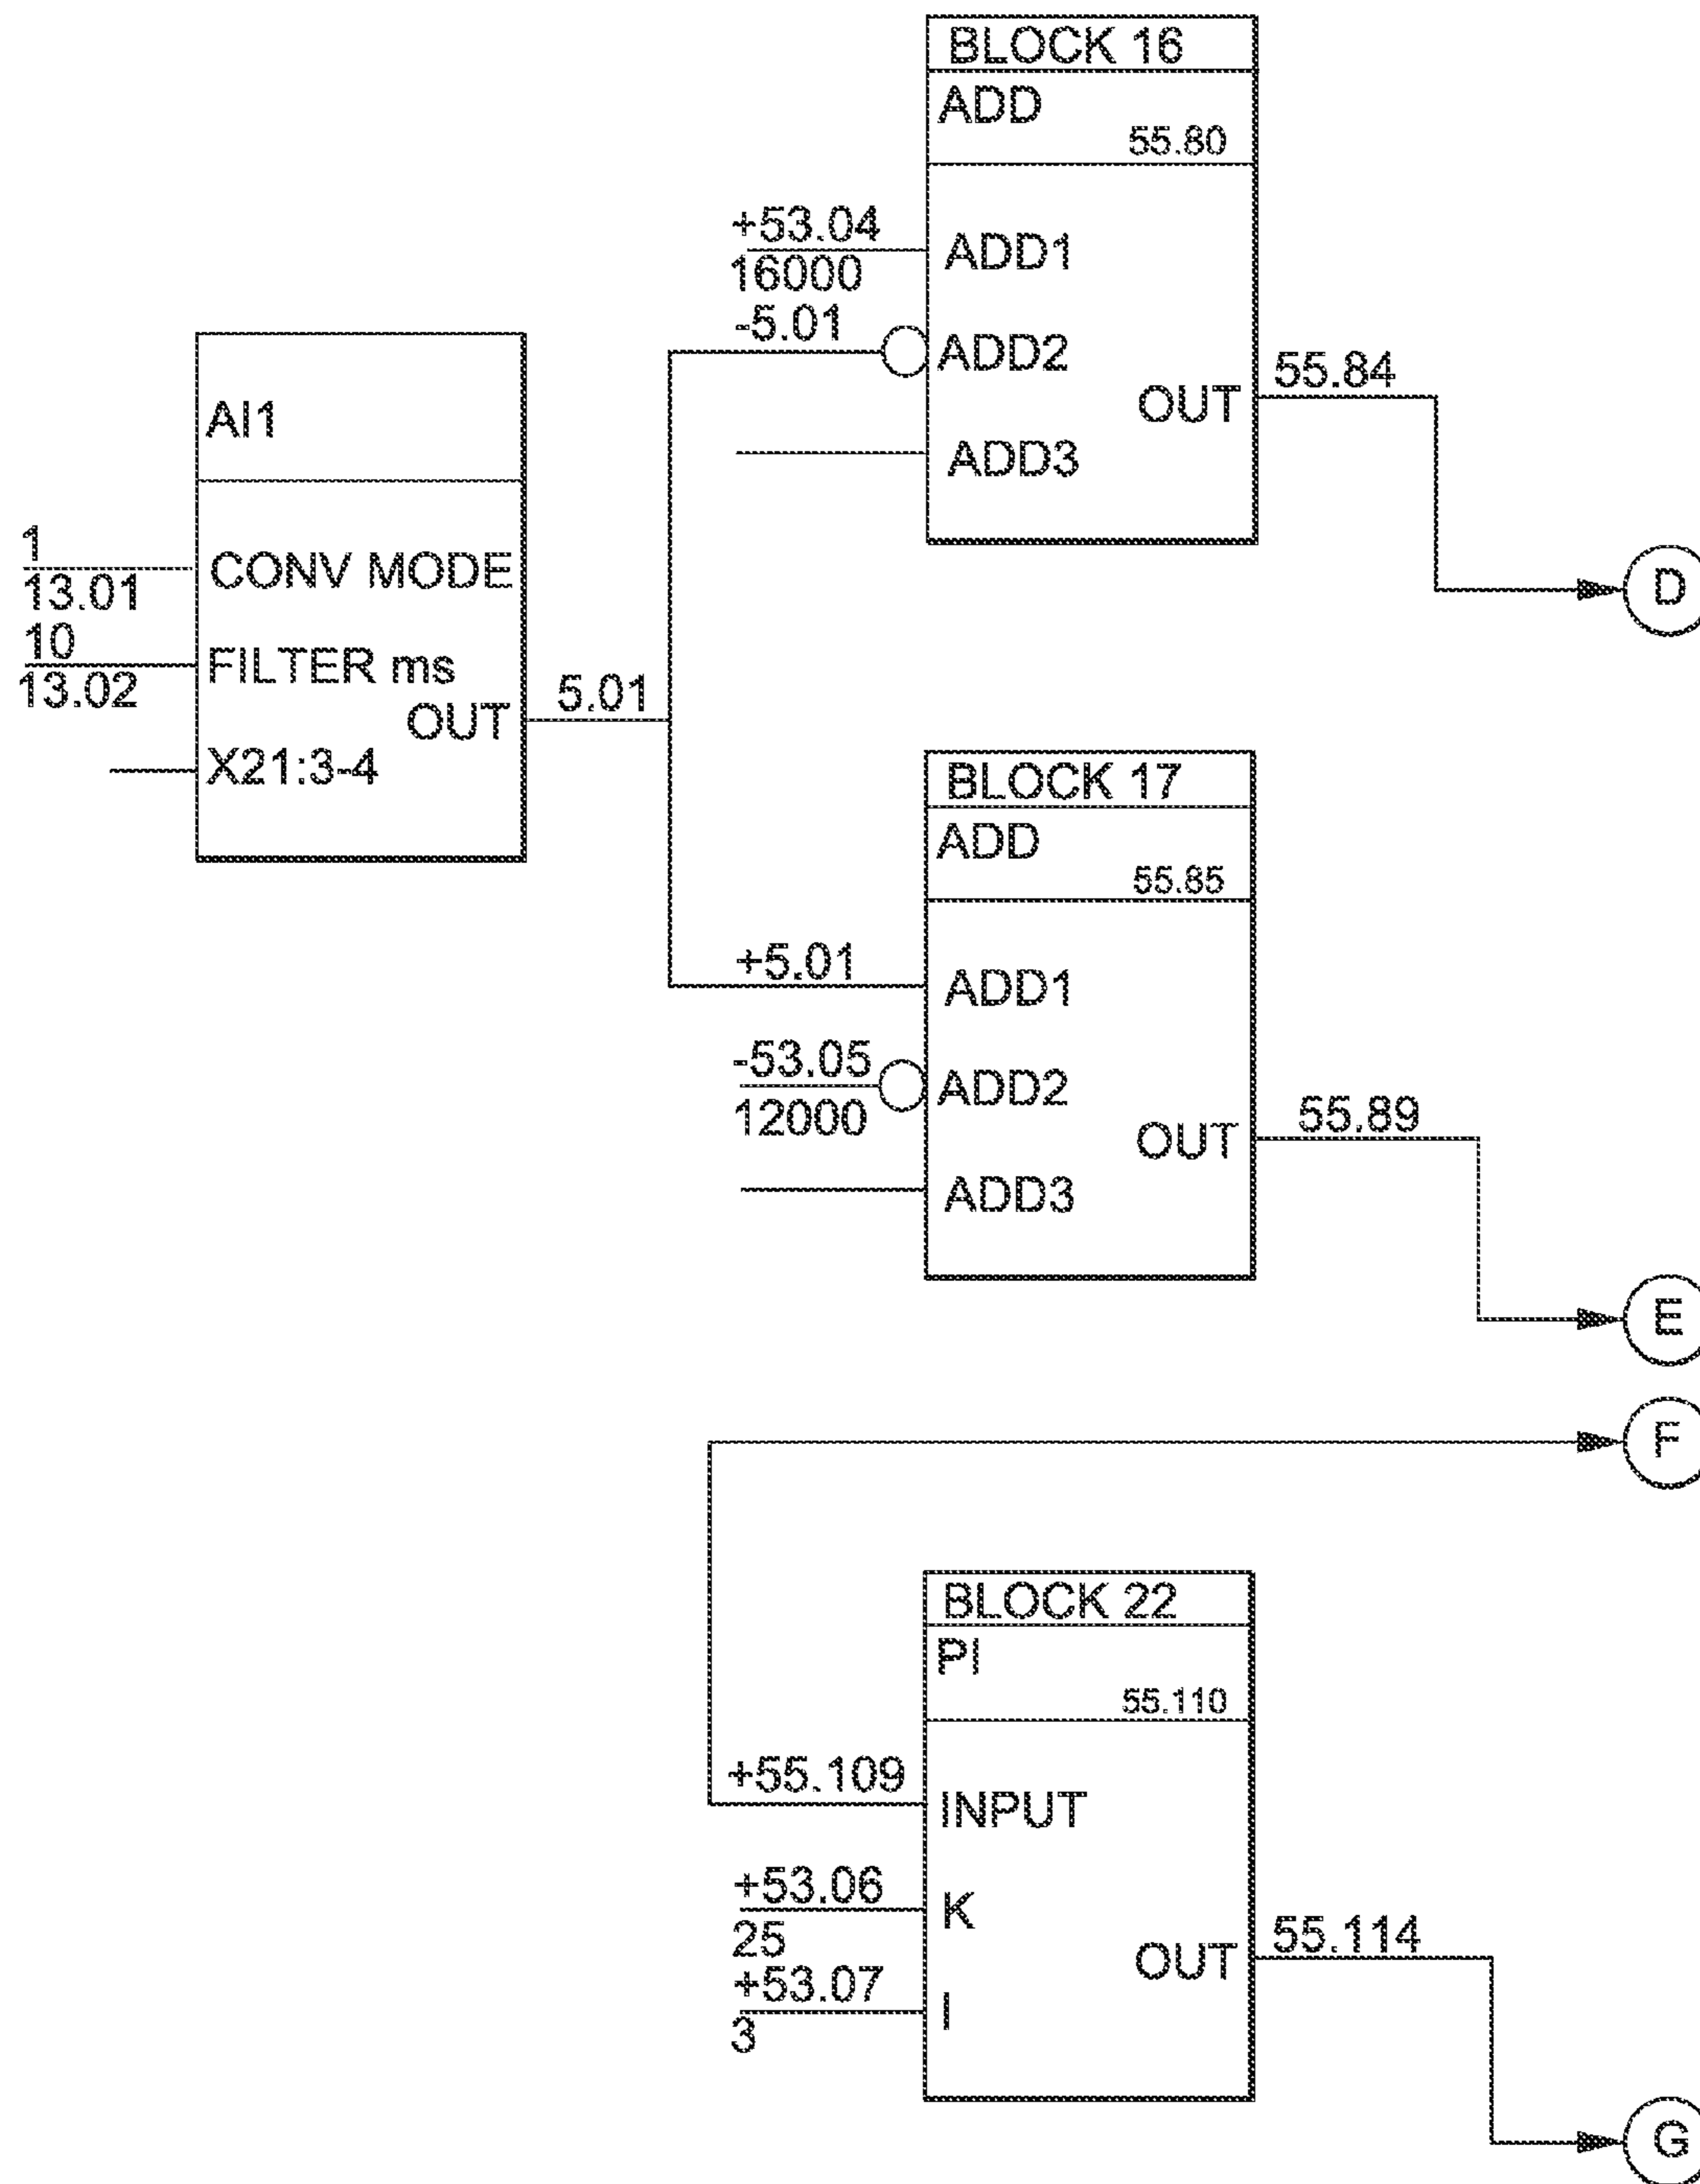 BLOCK 16
ADD
55.80
+53.04
16000
ADD1
-5.01
ADD2
OUT
55.84
ADD3
D
AI1
1
13.01
CONV MODE
10
13.02
FILTER ms
OUT
5.01
X21:3-4
BLOCK 17
ADD
55.85
+5.01
ADD1
-53.05
12000
ADD2
OUT
55.89
ADD3
E
F
BLOCK 22
PI
55.110
+55.109
INPUT
+53.06
25
K
+53.07
3
I
OUT
55.114
G